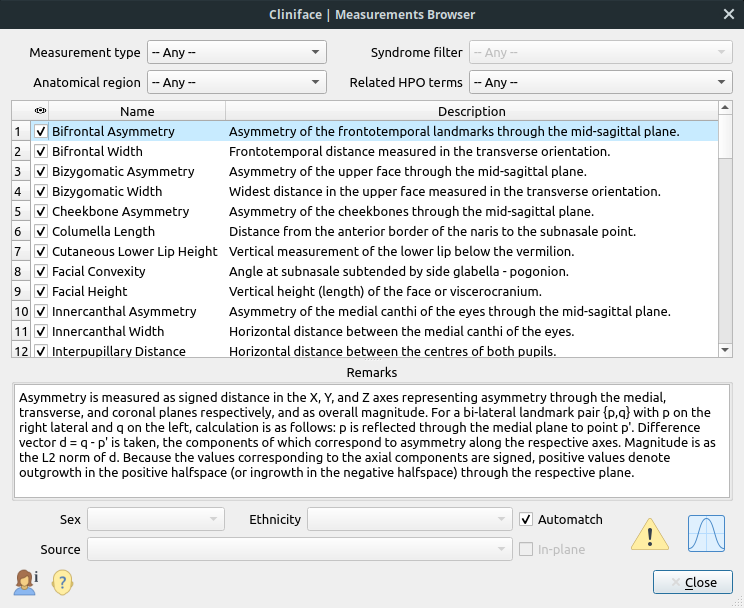 Cliniface | Measurements Browser
Measurement type -- Any -- Syndrome filter -- Any --
Anatomical region -- Any -- Related HPO terms -- Any --
Name Description
1 Bifrontal Asymmetry Asymmetry of the frontotemporal landmarks through the mid-sagittal plane.
2 Bifrontal Width Frontotemporal distance measured in the transverse orientation.
3 Bizygomatic Asymmetry Asymmetry of the upper face through the mid-sagittal plane.
4 Bizygomatic Width Widest distance in the upper face measured in the transverse orientation.
5 Cheekbone Asymmetry Asymmetry of the cheekbones through the mid-sagittal plane.
6 Columella Length Distance from the anterior border of the naris to the subnasale point.
7 Cutaneous Lower Lip Height Vertical measurement of the lower lip below the vermilion.
8 Facial Convexity Angle at subnasale subtended by side glabella - pogonion.
9 Facial Height Vertical height (length) of the face or viscerocranium.
10 Innercanthal Asymmetry Asymmetry of the medial canthi of the eyes through the mid-sagittal plane.
11 Innercanthal Width Horizontal distance between the medial canthi of the eyes.
12 Interpupillary Distance Horizontal distance between the centres of both pupils.
Remarks
Asymmetry is measured as signed distance in the X, Y, and Z axes representing asymmetry through the medial,
transverse, and coronal planes respectively, and as overall magnitude. For a bi-lateral landmark pair {p,q} with p on the
right lateral and q on the left, calculation is as follows: p is reflected through the medial plane to point p'. Difference
vector d = q - p' is taken, the components of which correspond to asymmetry along the respective axes. Magnitude is as
the L2 norm of d. Because the values corresponding to the axial components are signed, positive values denote
outgrowth in the positive halfspace (or ingrowth in the negative halfspace) through the respective plane.
Sex Ethnicity Automatch
Source In-plane
Close